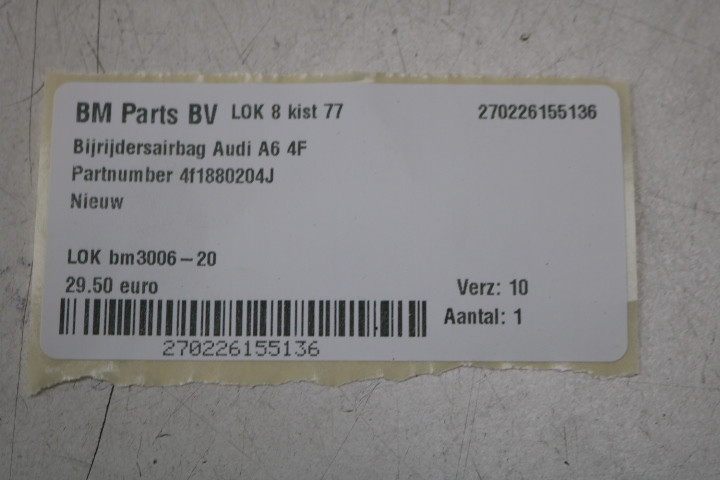 BM Parts BV LOK 8 kist 77 270226155136
Bijrijdersairbag Audi A6 4F
Partnumber 4f1880204J
Nieuw
LOK bm3006-20
29.50 euro Verz: 10
Aantal: 1
270226155136